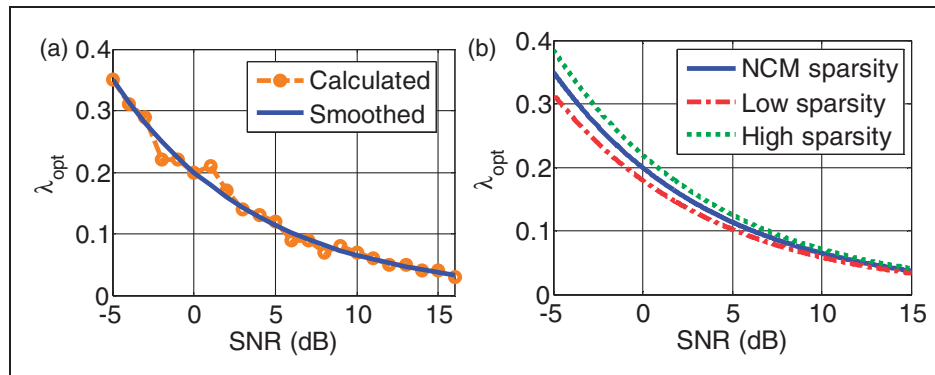 (a)
0.4
0.3
0.2
0.1
0
λopt
-5
0
5
10
15
SNR (dB)
Calculated
Smoothed
(b)
0.4
0.3
0.2
0.1
0
λopt
-5
0
5
10
15
SNR (dB)
NCM sparsity
Low sparsity
High sparsity